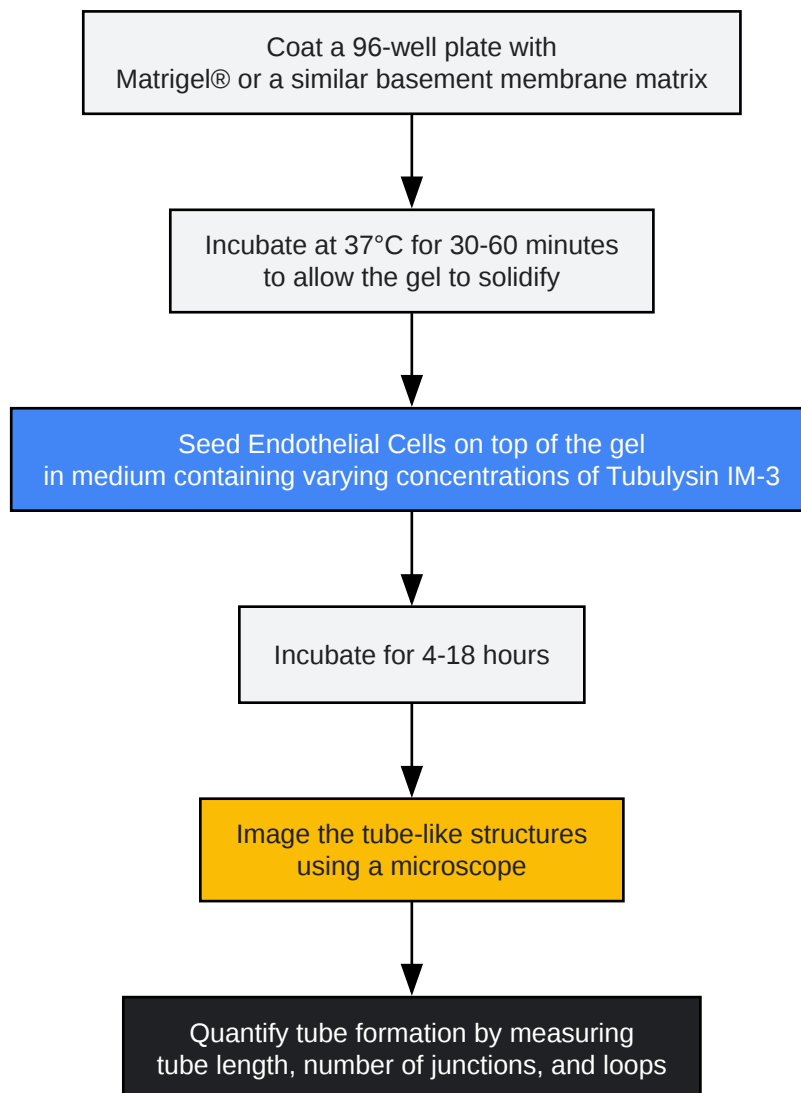 Coat a 96-well plate with
Matrigel® or a similar basement membrane matrix
Incubate at 37°C for 30-60 minutes
to allow the gel to solidify
Seed Endothelial Cells on top of the gel
in medium containing varying concentrations of Tubulysin IM-3
Incubate for 4-18 hours
Image the tube-like structures
using a microscope
Quantify tube formation by measuring
tube length, number of junctions, and loops